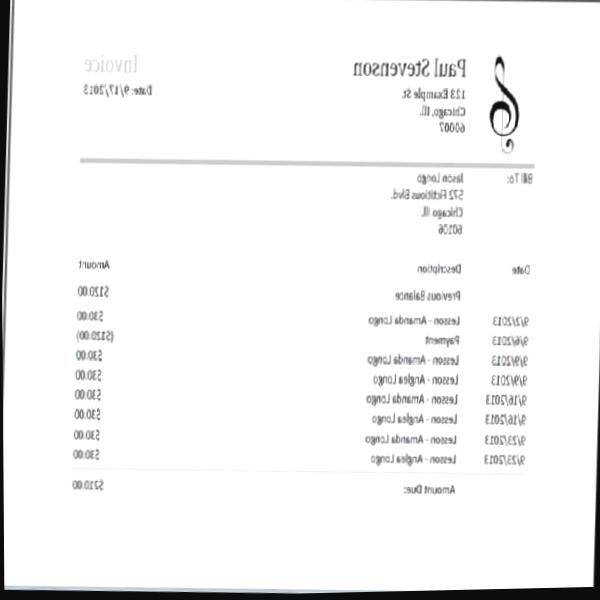 Paul Stevenson
Invoice
123 Example St.
Date: 9/17/2013
Chicago, Ill.
60007
Bill To: Jason Longo
572 Fictitious Blvd.
Chicago Ill.
60106
Date Description Amount
Previous Balance $120.00
9/2/2013 Lesson - Amanda Longo $30.00
9/6/2013 Payment ($120.00)
9/9/2013 Lesson - Amanda Longo $30.00
9/9/2013 Lesson - Anglea Longo $30.00
9/16/2013 Lesson - Amanda Longo $30.00
9/16/2013 Lesson - Anglea Longo $30.00
9/23/2013 Lesson - Amanda Longo $30.00
9/23/2013 Lesson - Anglea Longo $30.00
Amount Due: $210.00